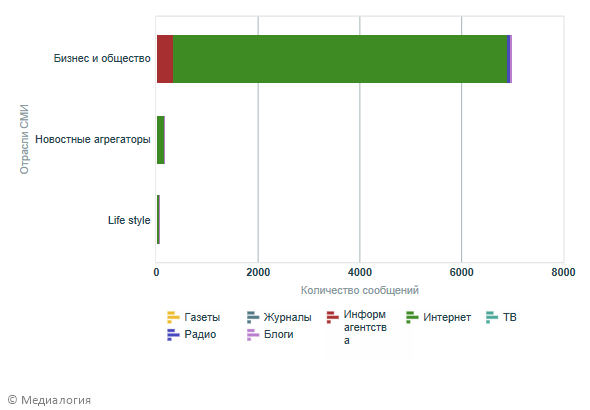 Бизнес и общество
Новостные агрегаторы
Life style
Отрасли СМИ
0 2000 4000 6000 8000
Количество сообщений
Газеты Журналы Информ
агентств
а Интернет ТВ
Радио Блоги
© Медиалогия